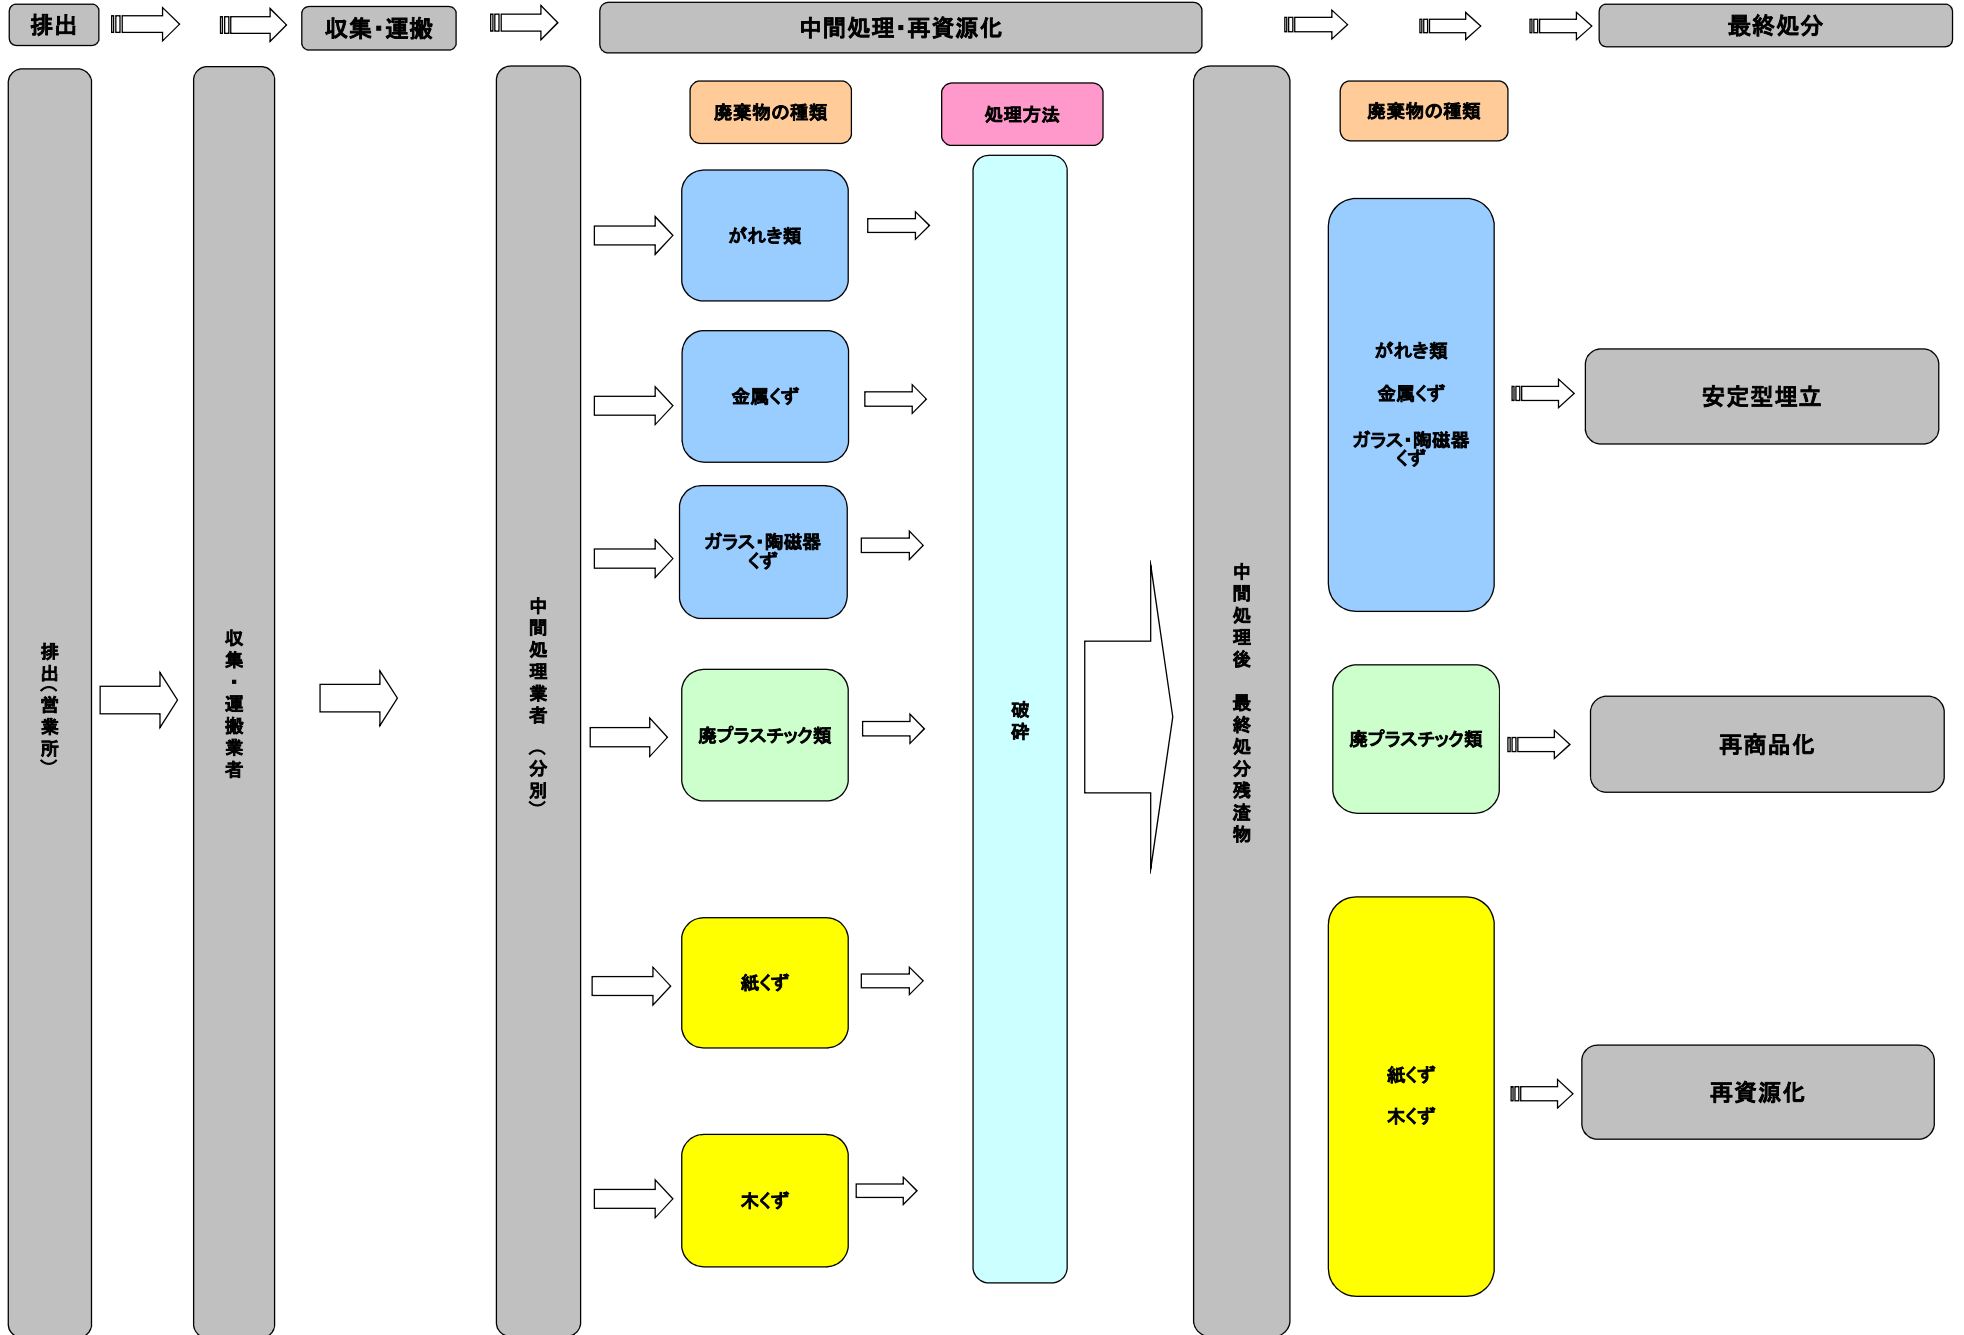 排出
収集・運搬
中間処理・再資源化
最終処分
排出（営業所）
収集・運搬業者
中間処理業者　（分別）
廃棄物の種類
がれき類
金属くず
ガラス・陶磁器
くず
廃プラスチック類
紙くず
木くず
処理方法
破砕
中間処理後　最終処分残渣物
廃棄物の種類
がれき類
金属くず
ガラス・陶磁器
くず
廃プラスチック類
紙くず
木くず
安定型埋立
再商品化
再資源化